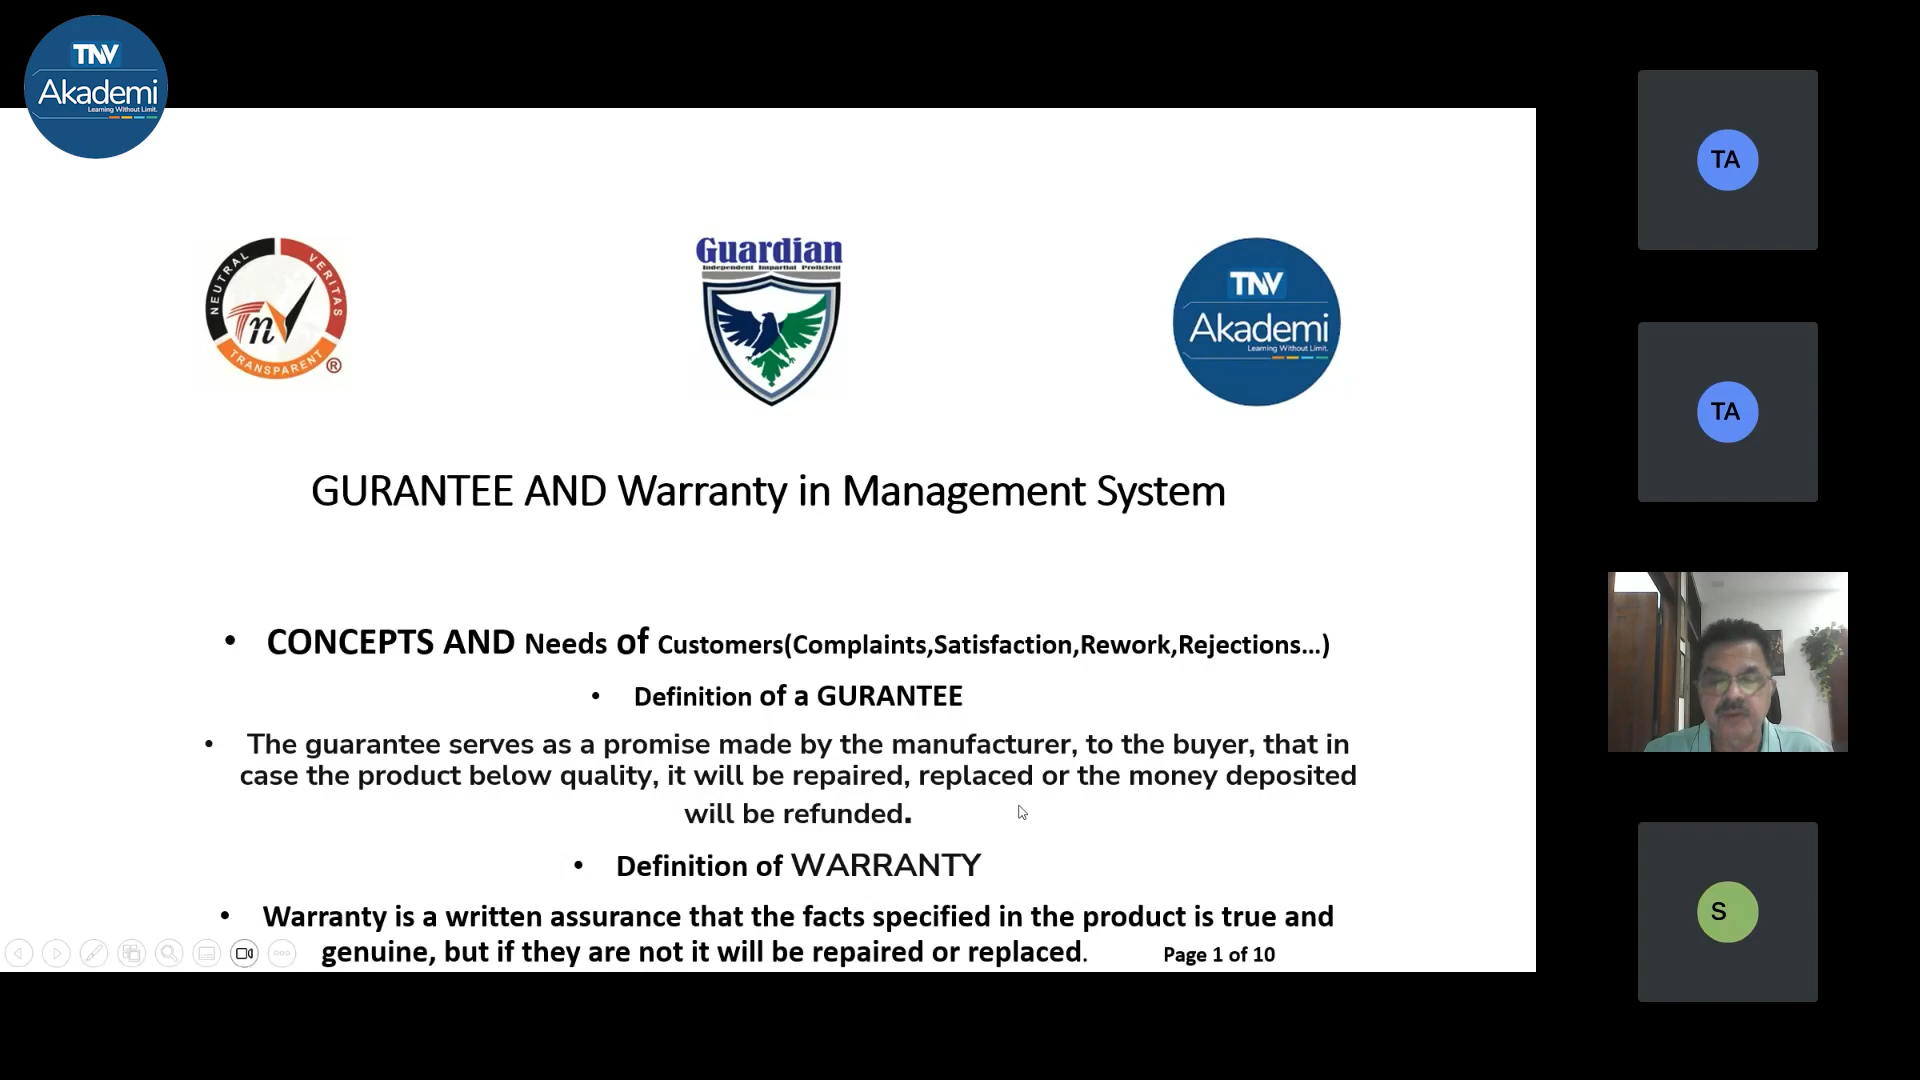 TNV
Akademi
Learning Without Limit.
NEUTRAL
VERITAS
TnV
TRANSPARENT
®
Guardian
Independent Impartial Proficient
TNV
Akademi
Learning Without Limit.
GURANTEE AND Warranty in Management System
• CONCEPTS AND Needs of Customers(Complaints,Satisfaction,Rework,Rejections...)
• Definition of a GURANTEE
• The guarantee serves as a promise made by the manufacturer, to the buyer, that in
case the product below quality, it will be repaired, replaced or the money deposited
will be refunded.
• Definition of WARRANTY
• Warranty is a written assurance that the facts specified in the product is true and
genuine, but if they are not it will be repaired or replaced.
Page 1 of 10
TA
TA
S